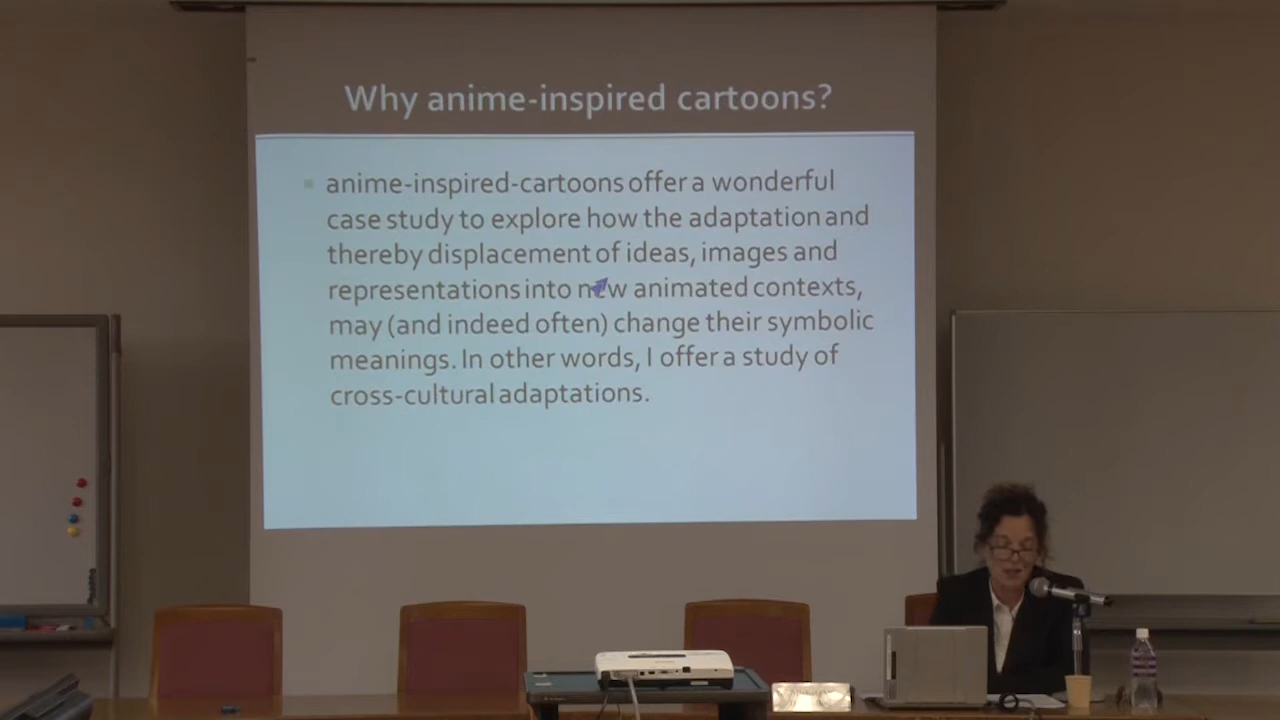 Why anime-inspired cartoons?
anime-inspired-cartoons offer a wonderful
case study to explore how the adaptation and
thereby displacement of ideas, images and
representations into new animated contexts,
may (and indeed often) change their symbolic
meanings. In other words, I offer a study of
cross-cultural adaptations.